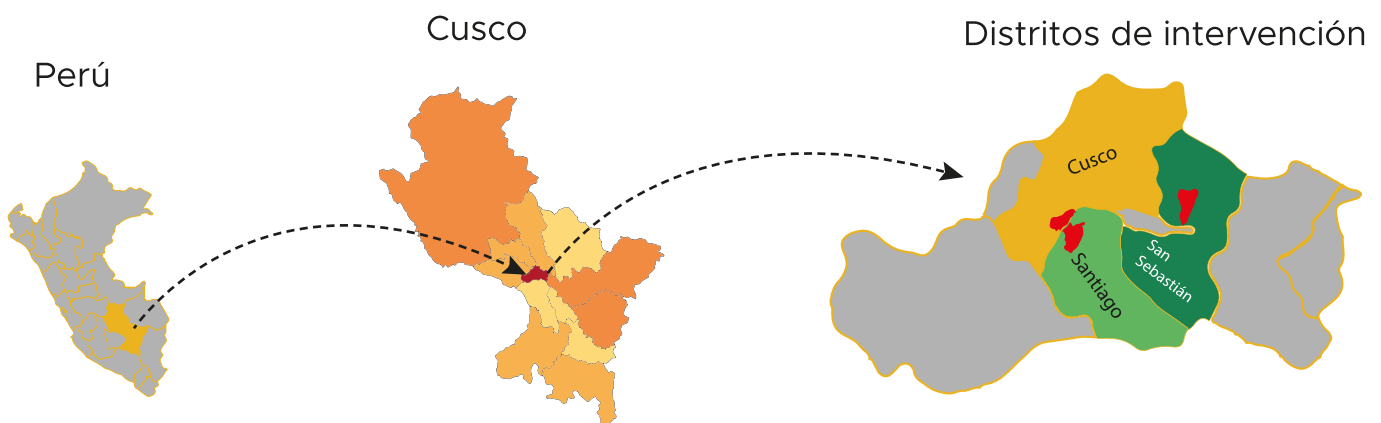 Perú
Cusco
Distritos de intervención
Cusco
Santiago
San
Sebastián